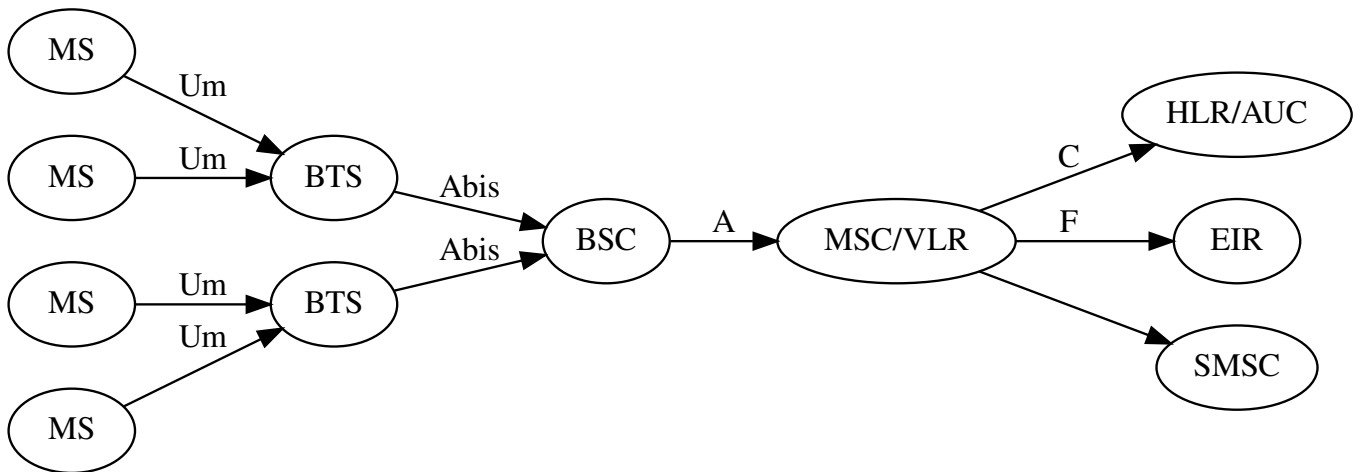 MS
Um
MS
Um
BTS
Abis
MS
Um
BTS
Abis
Um
MS
BSC
A
MSC/VLR
C
HLR/AUC
F
EIR
SMSC